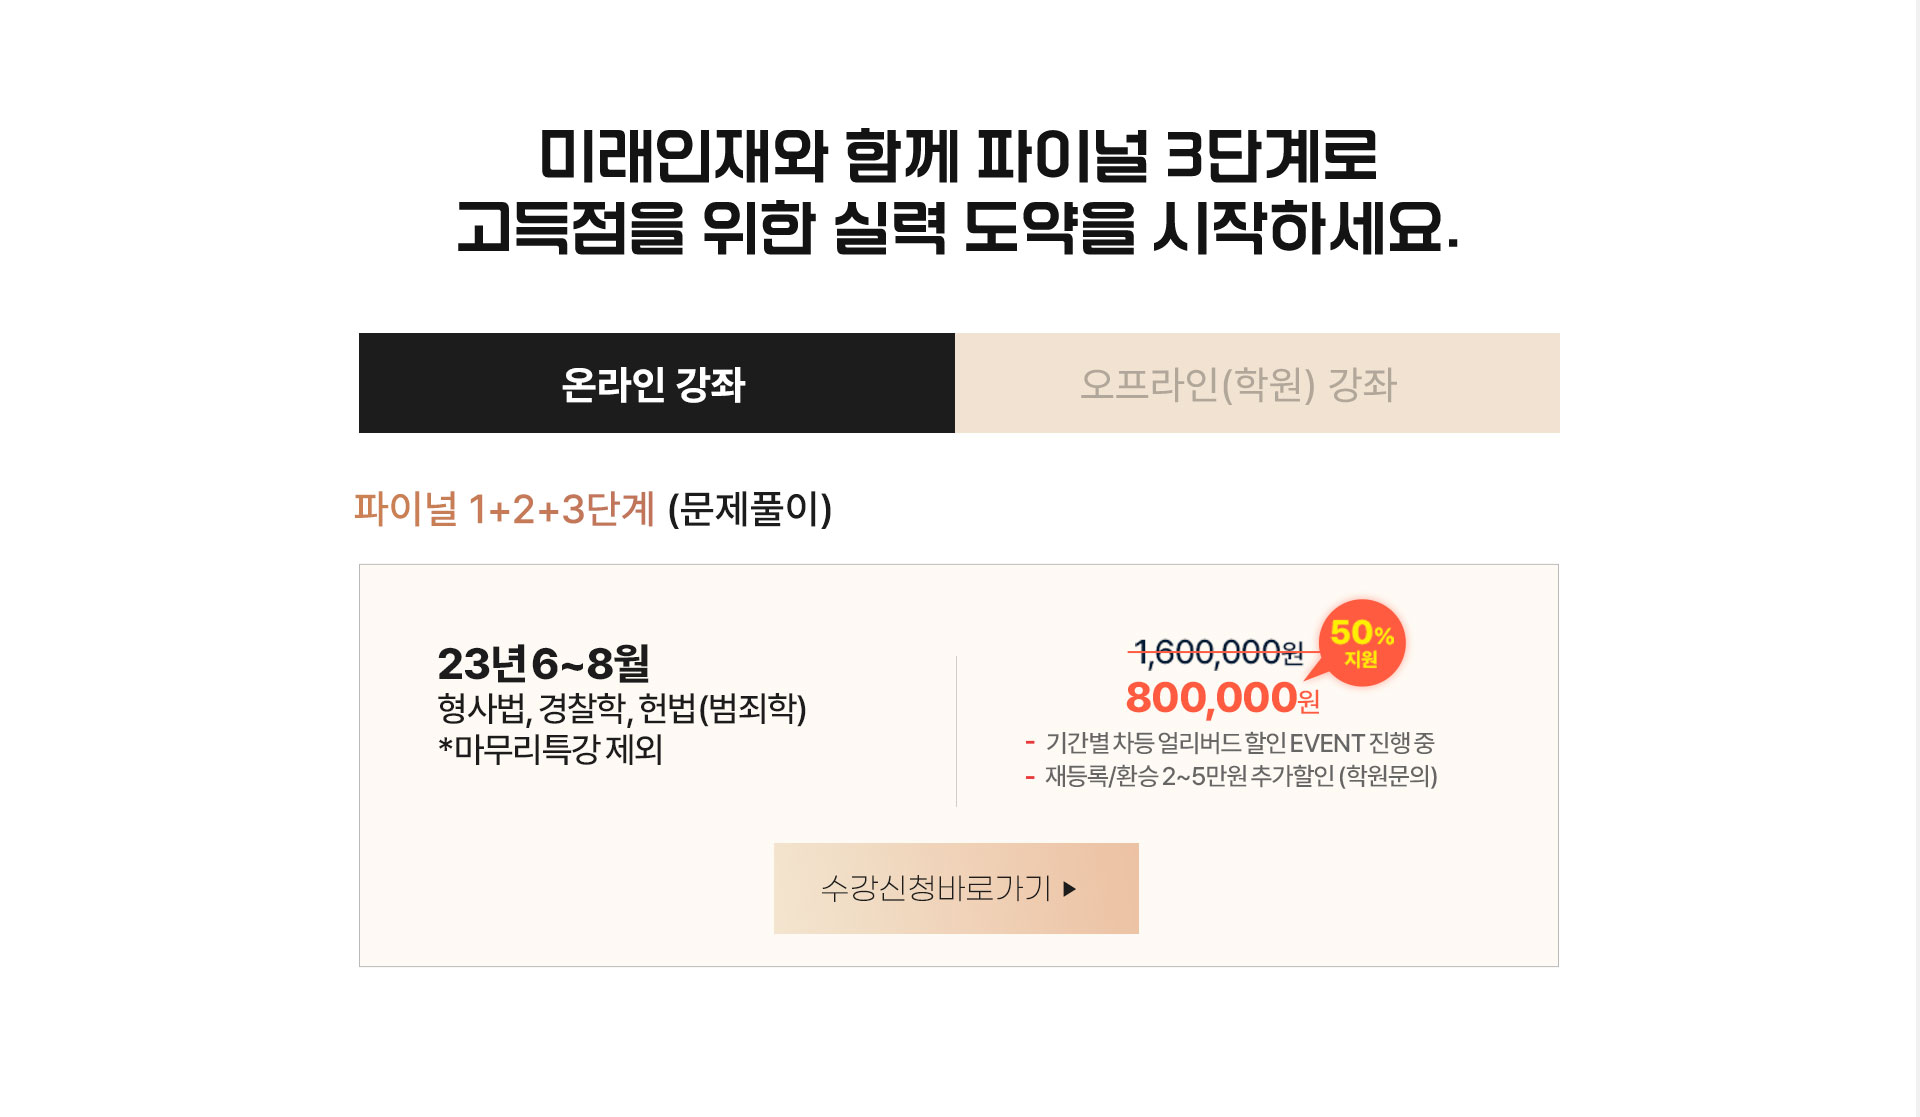 미래인재와 함께 파이널 3단계로
고득점을 위한 실력 도약을 시작하세요.
온라인 강좌
오프라인(학원) 강좌
파이널 1+2+3단계 (문제풀이)
23년 6~8월
형사법, 경찰학, 헌법(범죄학)
*마무리특강 제외
1,600,000원
50%
지원
800,000원
- 기간별 차등 얼리버드 할인 EVENT 진행 중
- 재등록/환승 2~5만원 추가할인 (학원문의)
수강신청바로가기 ▶